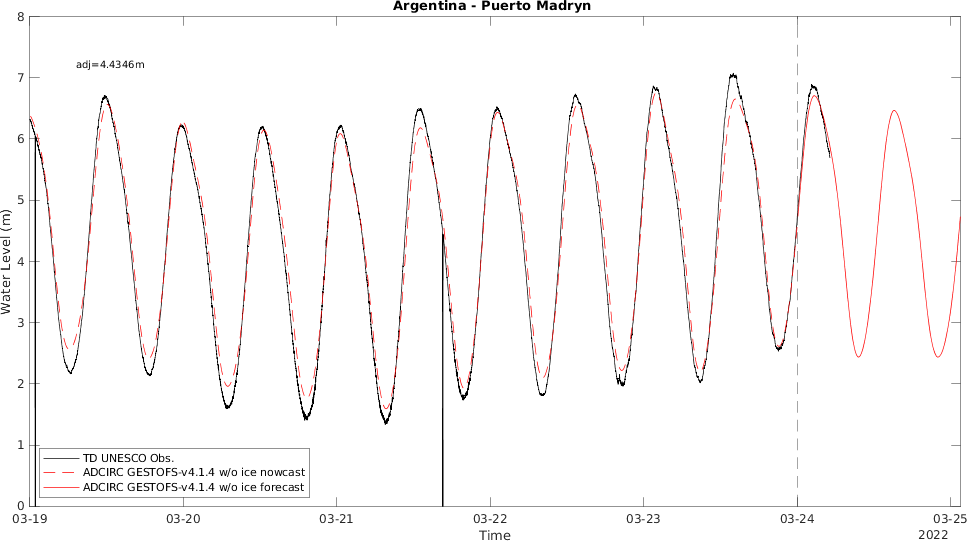 Argentina - Puerto Madryn
8
adj=4.4346m
7
6
5
4
3
2
1
0
Water Level (m)
TD UNESCO Obs.
ADCIRC GESTOFS-v4.1.4 w/o ice nowcast
ADCIRC GESTOFS-v4.1.4 w/o ice forecast
03-19 03-20 03-21 03-22 03-23 03-24 03-25
Time
2022